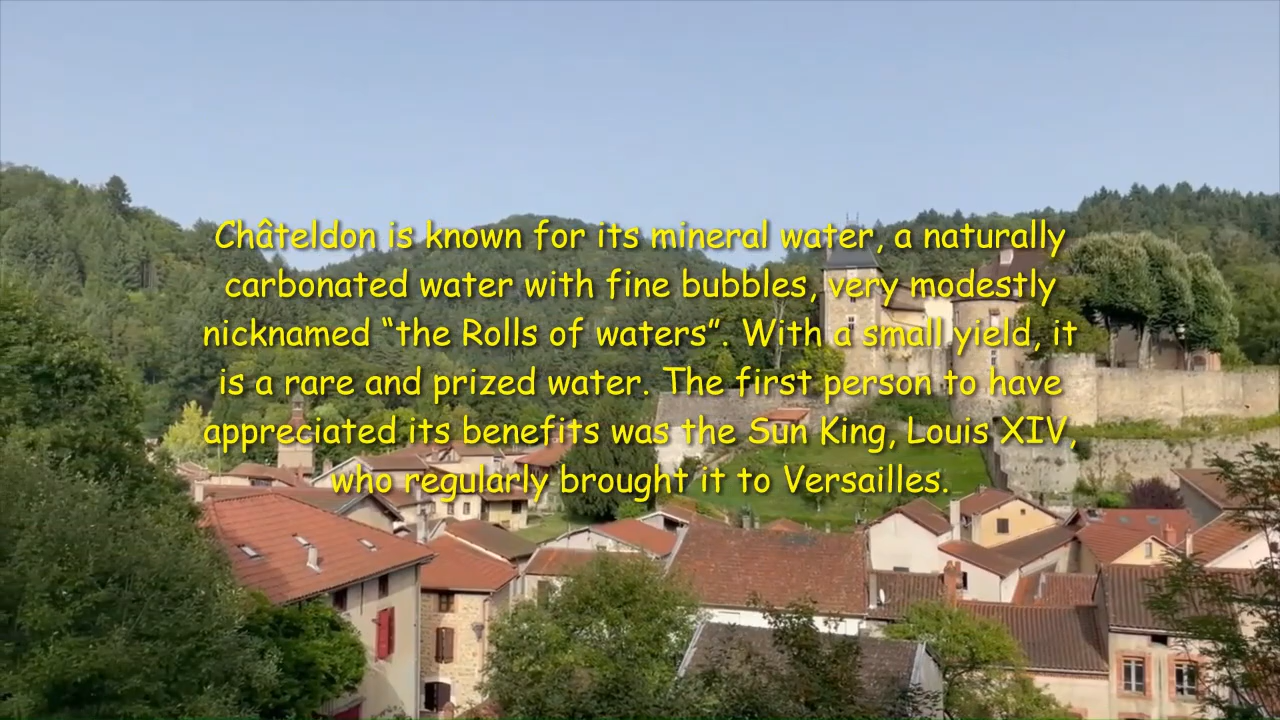 Châteldon is known for its mineral water, a naturally
carbonated water with fine bubbles, very modestly
nicknamed “the Rolls of waters”. With a small yield, it
is a rare and prized water. The first person to have
appreciated its benefits was the Sun King, Louis XIV,
who regularly brought it to Versailles.